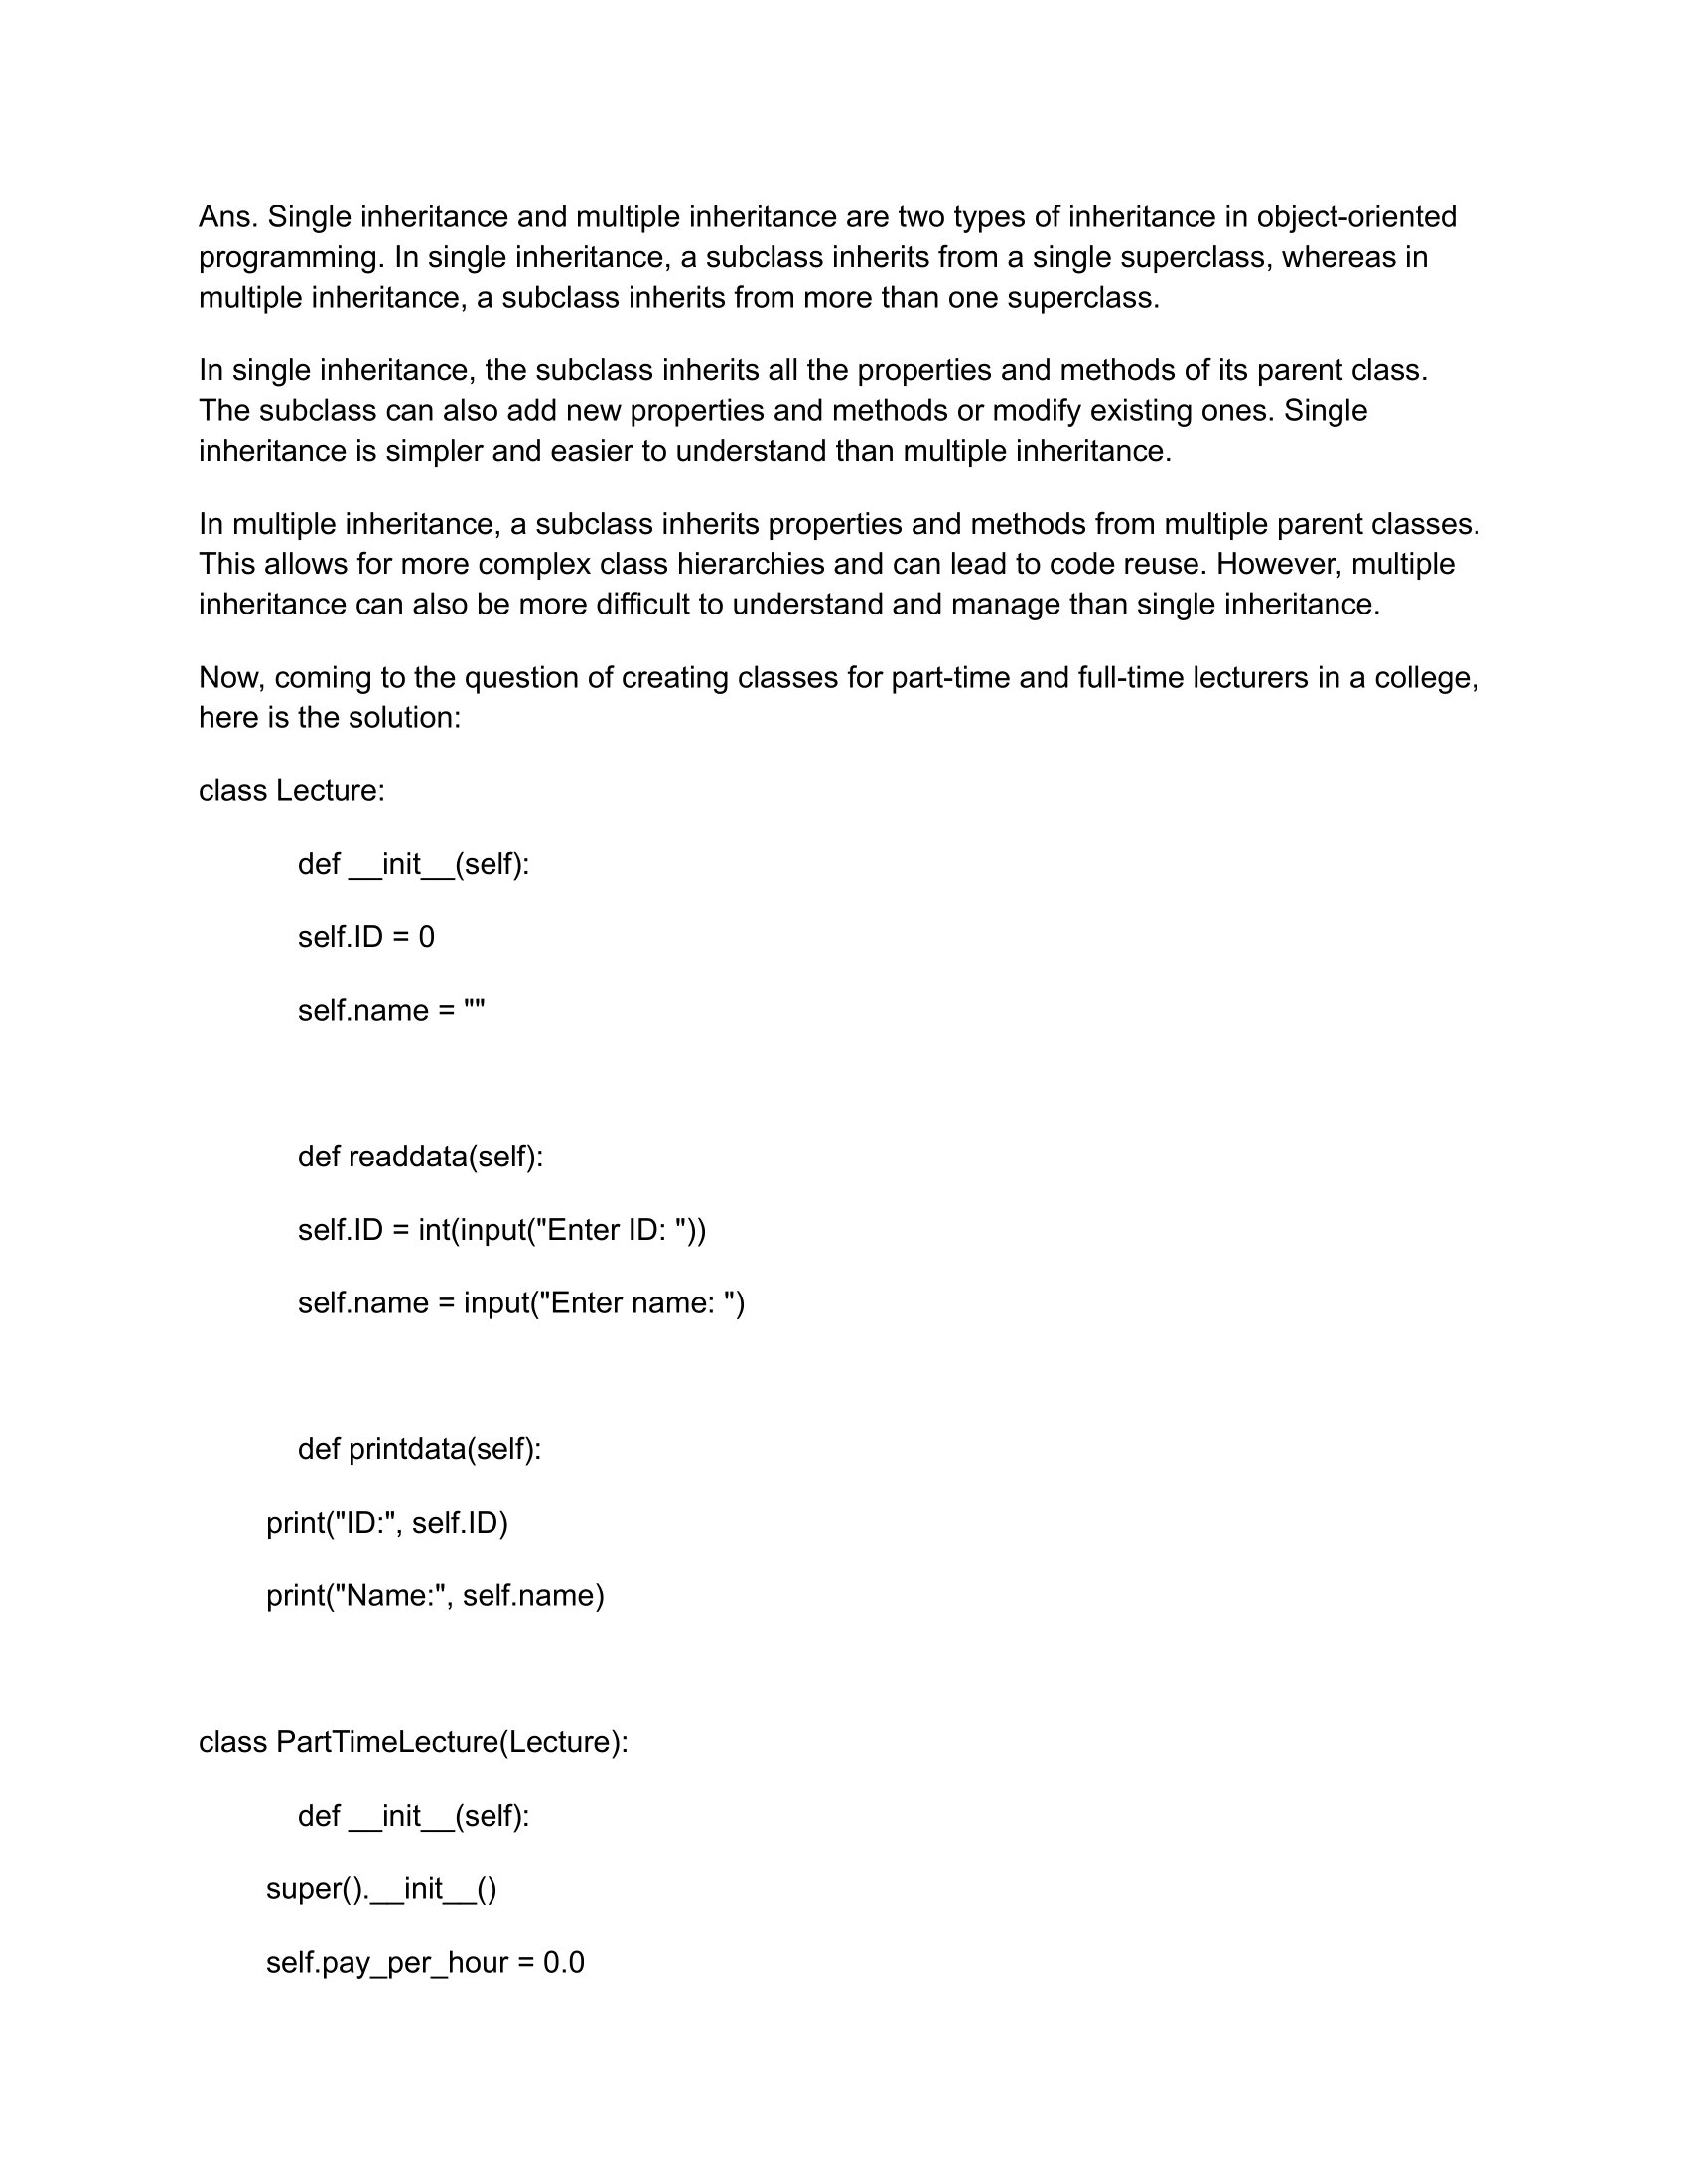 Ans. Single inheritance and multiple inheritance are two types of inheritance in object-oriented
programming. In single inheritance, a subclass inherits from a single superclass, whereas in
multiple inheritance, a subclass inherits from more than one superclass.
In single inheritance, the subclass inherits all the properties and methods of its parent class.
The subclass can also add new properties and methods or modify existing ones. Single
inheritance is simpler and easier to understand than multiple inheritance.
In multiple inheritance, a subclass inherits properties and methods from multiple parent classes.
This allows for more complex class hierarchies and can lead to code reuse. However, multiple
inheritance can also be more difficult to understand and manage than single inheritance.
Now, coming to the question of creating classes for part-time and full-time lecturers in a college,
here is the solution:
class Lecture:
def __init__(self):
self.ID = 0
self.name = ""
def readdata(self):
self.ID = int(input("Enter ID: "))
self.name = input("Enter name: ")
def printdata(self):
print("ID:", self.ID)
print("Name:", self.name)
class PartTimeLecture(Lecture):
def __init__(self):
super().__init__()
self.pay_per_hour = 0.0